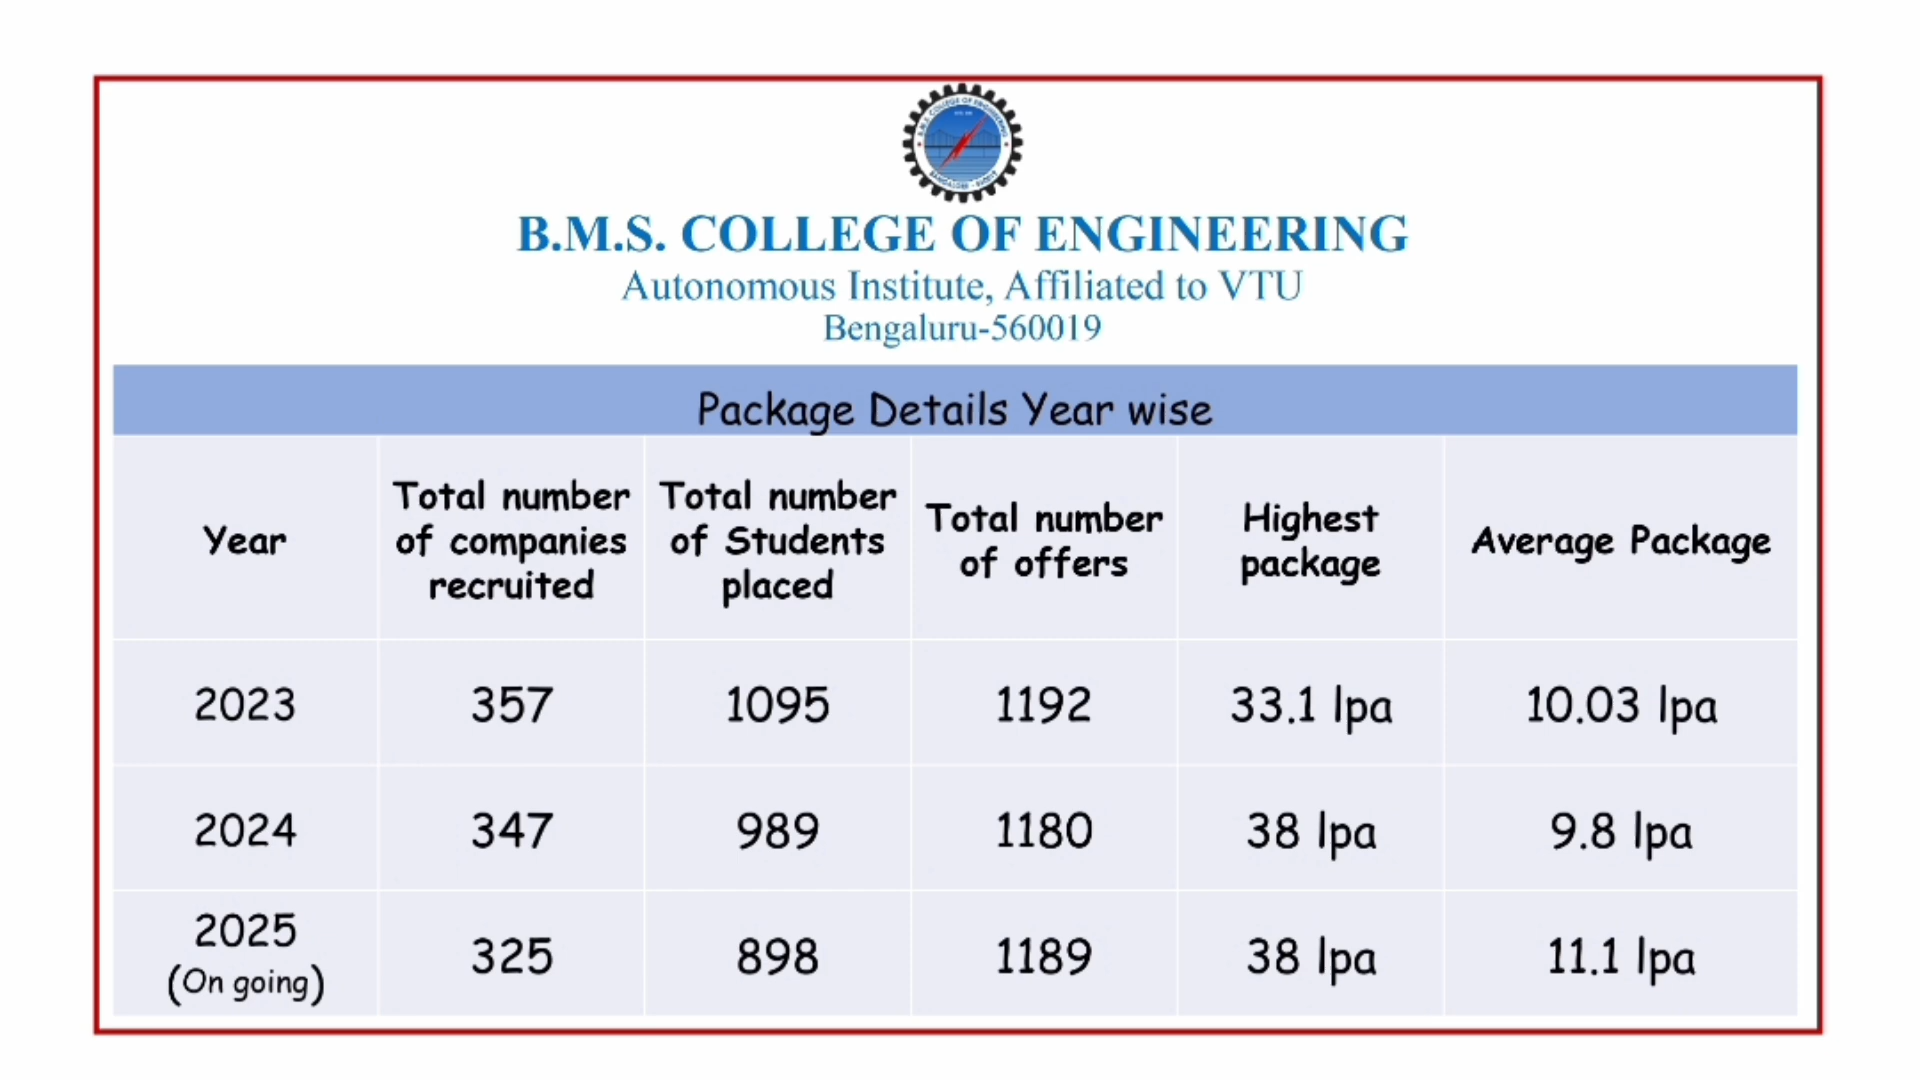 B.M.S. COLLEGE OF ENGINEERING
B.M.S. COLLEGE OF ENGINEERING
Autonomous Institute, Affiliated to VTU
Bengaluru-560019
Package Details Year wise
Year
Total number
of companies
recruited
Total number
of Students
placed
Total number
of offers
Highest
package
Average Package
2023
357
1095
1192
33.1 lpa
10.03 lpa
2024
347
989
1180
38 lpa
9.8 lpa
2025
(On going)
325
898
1189
38 lpa
11.1 lpa